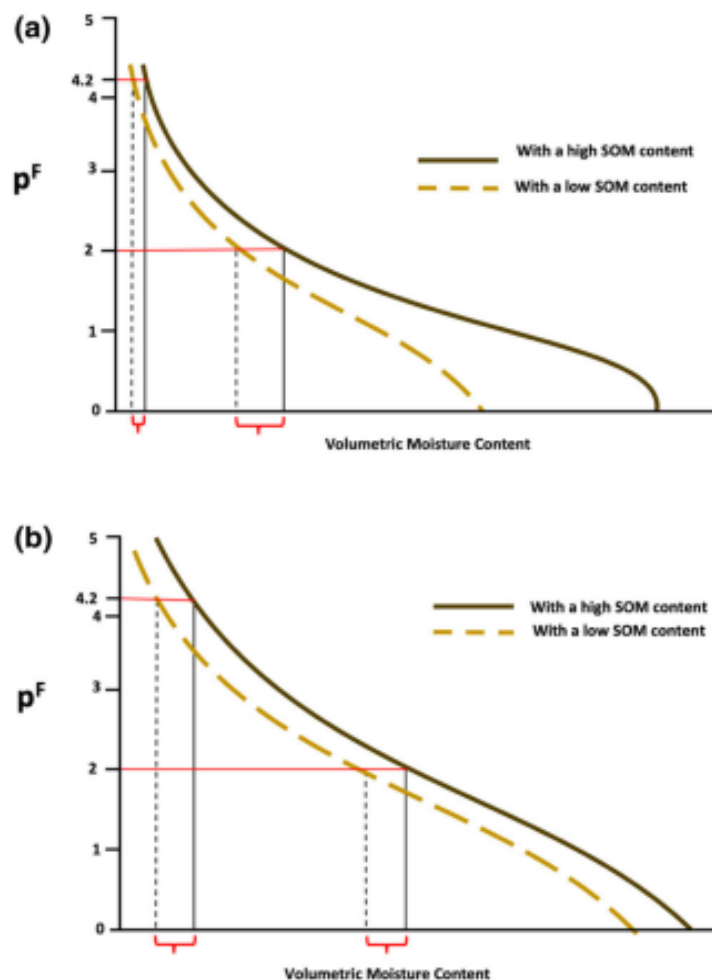 (a)
5
4.2
4
3
2
1
0
pF
With a high SOM content
With a low SOM content
Volumetric Moisture Content
(b)
5
4.2
4
3
2
1
0
pF
With a high SOM content
With a low SOM content
Volumetric Moisture Content